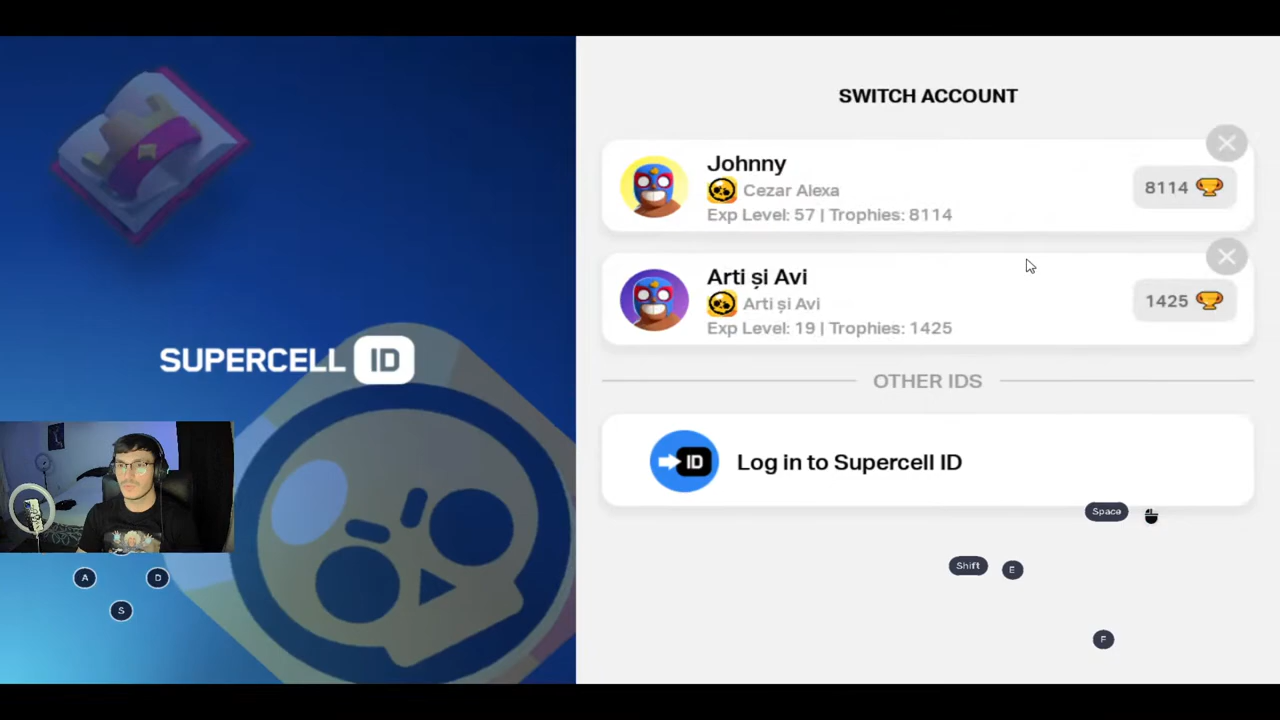 SWITCH ACCOUNT
Johnny
Cezar Alexa
Exp Level: 57 | Trophies: 8114
8114
Arti și Avi
Arti și Avi
Exp Level: 19 | Trophies: 1425
1425
OTHER IDS
SUPERCELL ID
ID Log in to Supercell ID
Space
Shift
E
A
D
S
F